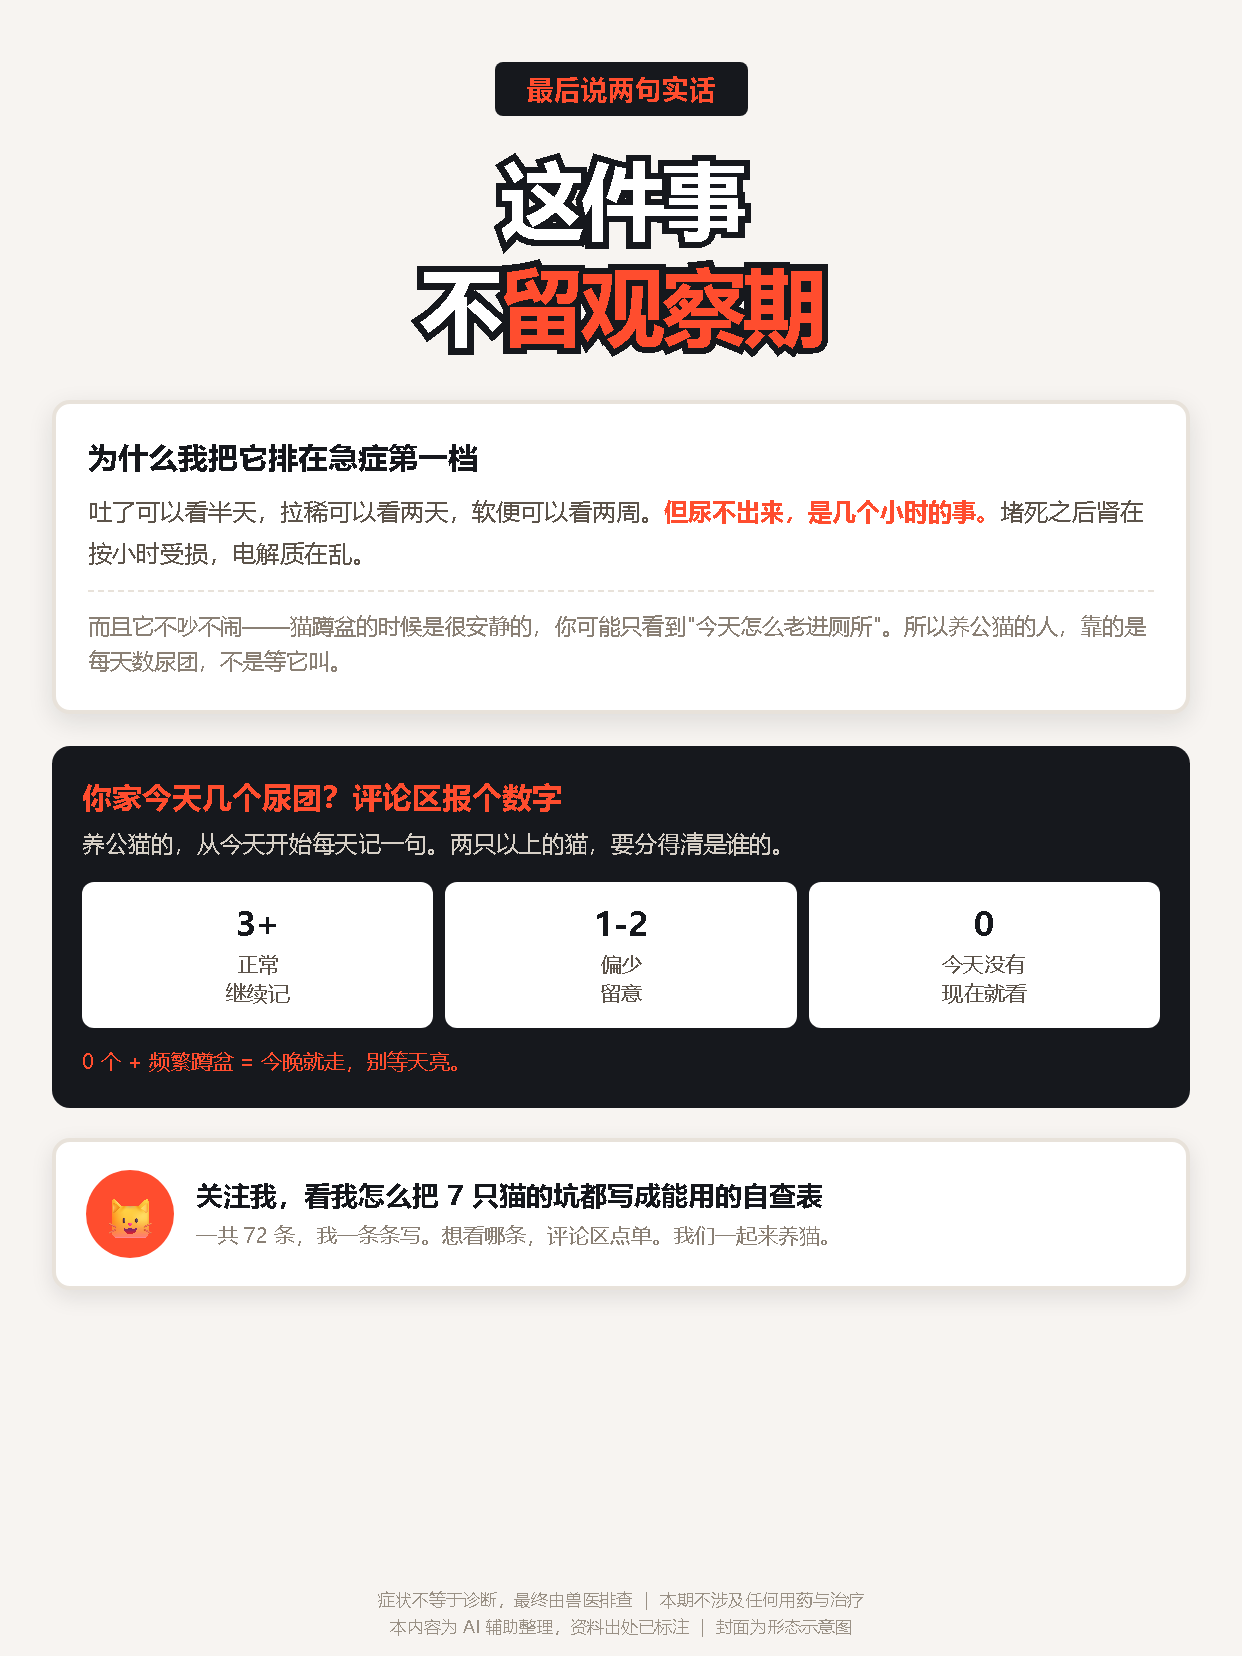 最后说两句实话
这件事
不留观察期
为什么我把它排在急症第一档
吐了可以看半天，拉稀可以看两天，软便可以看两周。但尿不出来，是几个小时的事。堵死之后肾在
按小时受损，电解质在乱。
而且它不吵不闹——猫蹲盆的时候是很安静的，你可能只看到"今天怎么老进厕所"。所以养公猫的人，靠的是
每天数尿团，不是等它叫。
你家今天几个尿团？评论区报个数字
养公猫的，从今天开始每天记一句。两只以上的猫，要分得清是谁的。
3+
正常
继续记
1-2
偏少
留意
0
今天没有
现在就看
0 个 + 频繁蹲盆 = 今晚就走，别等天亮。
关注我，看我怎么把 7 只猫的坑都写成能用的自查表
一共 72 条，我一条条写。想看哪条，评论区点单。我们一起来养猫。
症状不等于诊断，最终由兽医排查 ｜ 本期不涉及任何用药与治疗
本内容为 AI 辅助整理，资料出处已标注 ｜ 封面为形态示意图